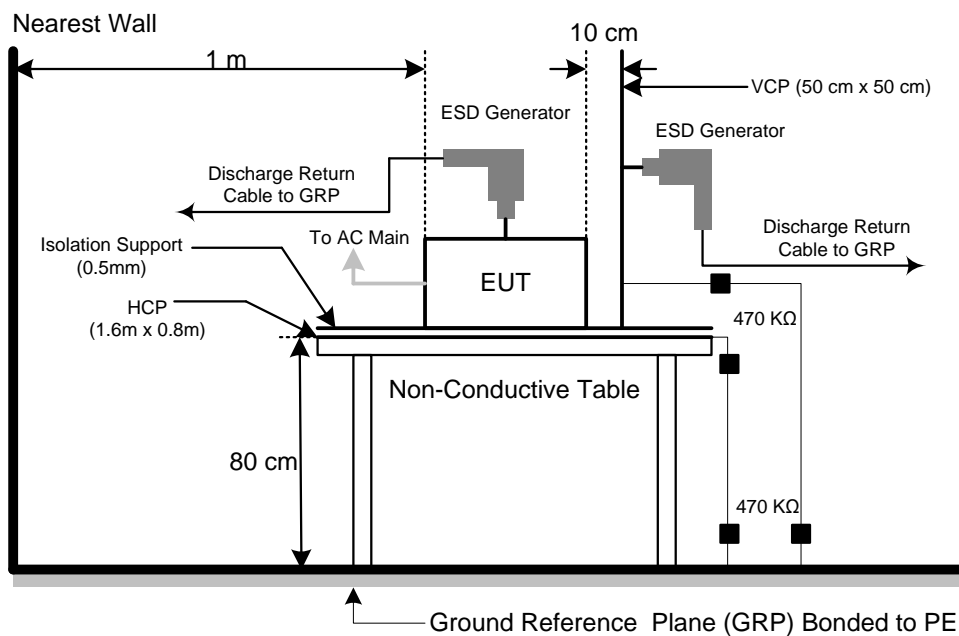 Nearest Wall
10 cm
1 m
VCP (50 cm x 50 cm)
ESD Generator
ESD Generator
Discharge Return
Cable to GRP
Discharge Return
Cable to GRP
To AC Main
Isolation Support
(0.5mm)
EUT
HCP
(1.6m x 0.8m)
470 KΩ
Non-Conductive Table
80 cm
470 KΩ
Ground Reference Plane (GRP) Bonded to PE